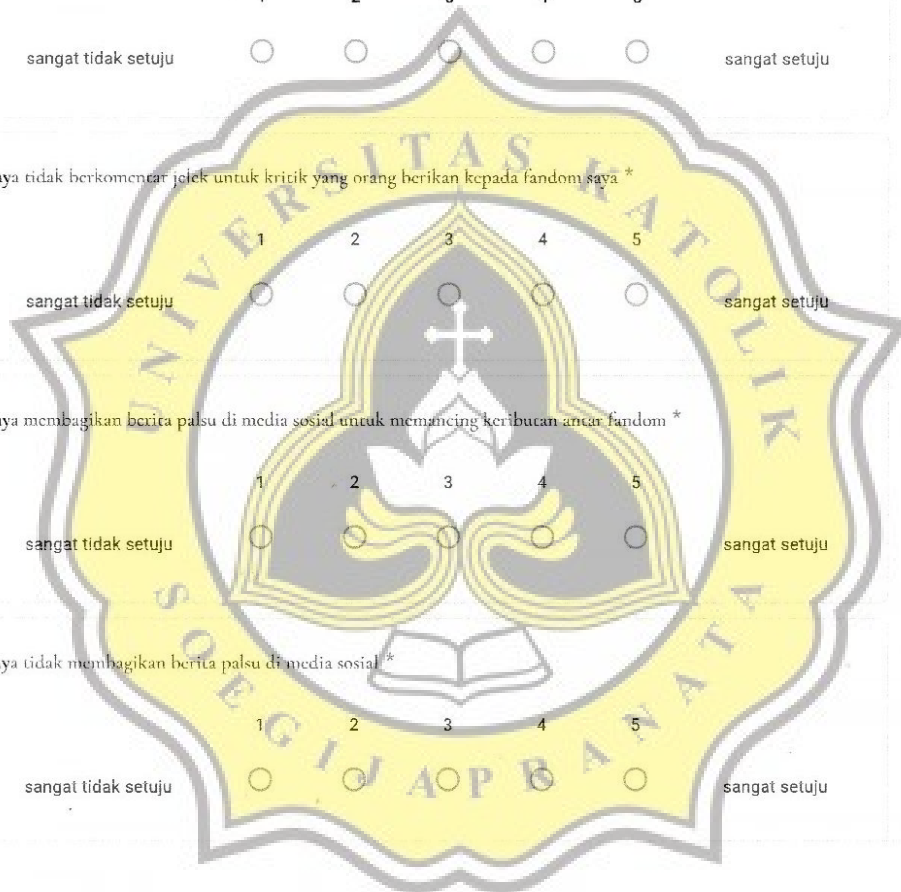 sangat tidak setuju sangat setuju
ya tidak berkomentar jelek untuk kritik yang orang berikan kepada fandom saya *
1 2 3 4 5
sangat tidak setuju sangat setuju
ya membagikan berita palsu di media sosial untuk memancing keributan antar fandom *
1 2 3 4 5
sangat tidak setuju sangat setuju
ya tidak membagikan berita palsu di media sosial *
1 2 3 4 5
sangat tidak setuju sangat setuju
UNIVERSITAS KATOLIK
SOEGIJAPRANATA